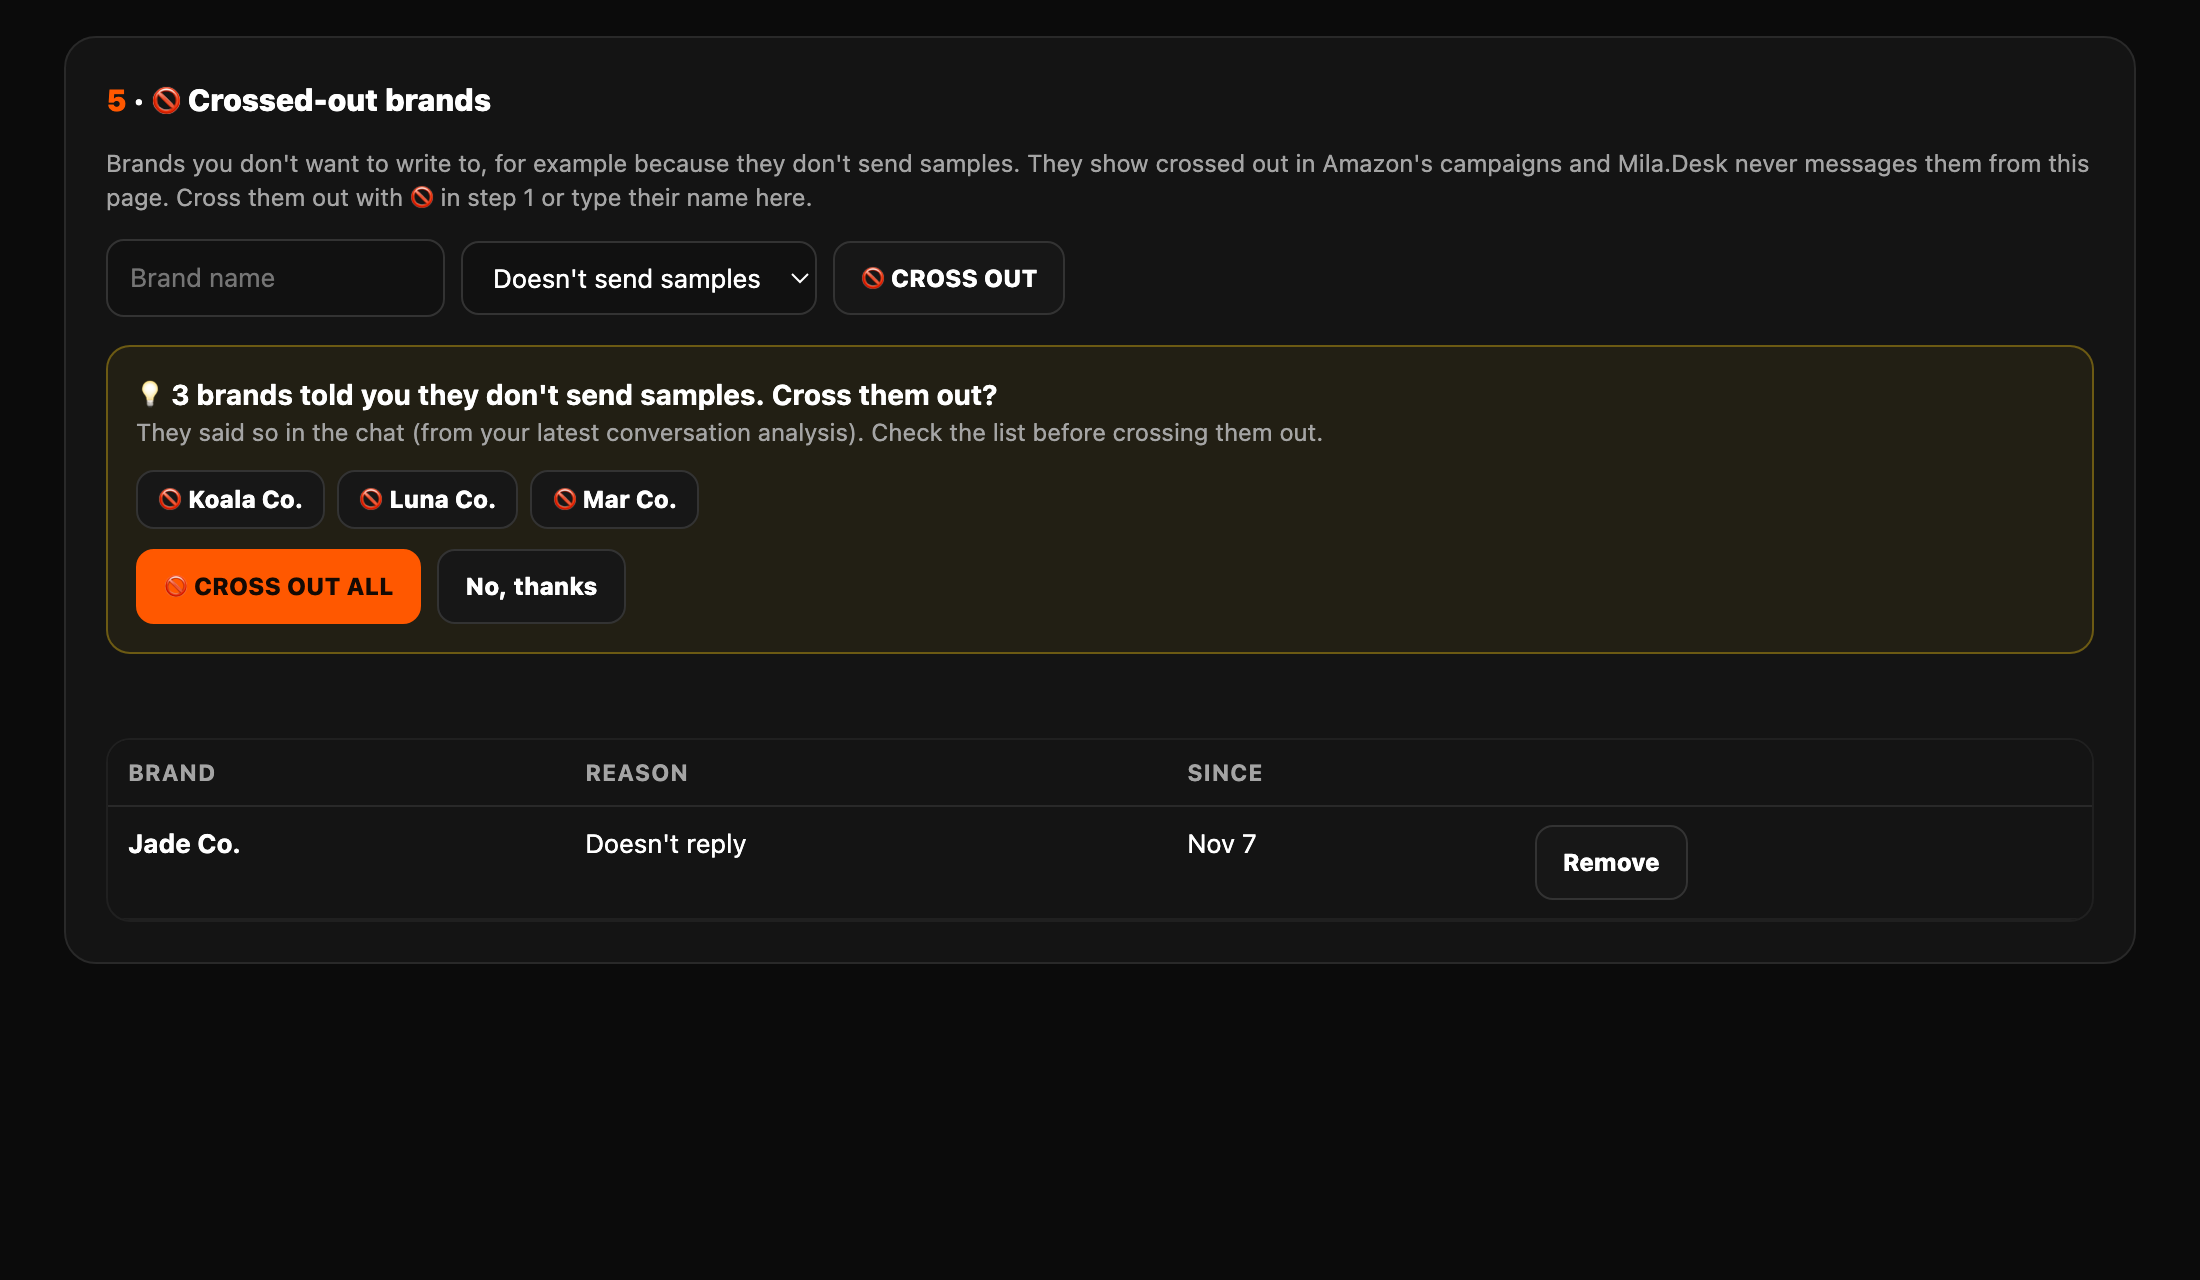 5 · 🚫 Crossed-out brands
Brands you don't want to write to, for example because they don't send samples. They show crossed out in Amazon's campaigns and Mila.Desk never messages them from this
page. Cross them out with 🚫 in step 1 or type their name here.
Brand name
Doesn't send samples
🚫 CROSS OUT
💡 3 brands told you they don't send samples. Cross them out?
They said so in the chat (from your latest conversation analysis). Check the list before crossing them out.
🚫 Koala Co.
🚫 Luna Co.
🚫 Mar Co.
🚫 CROSS OUT ALL
No, thanks
BRAND REASON SINCE
Jade Co. Doesn't reply Nov 7 Remove